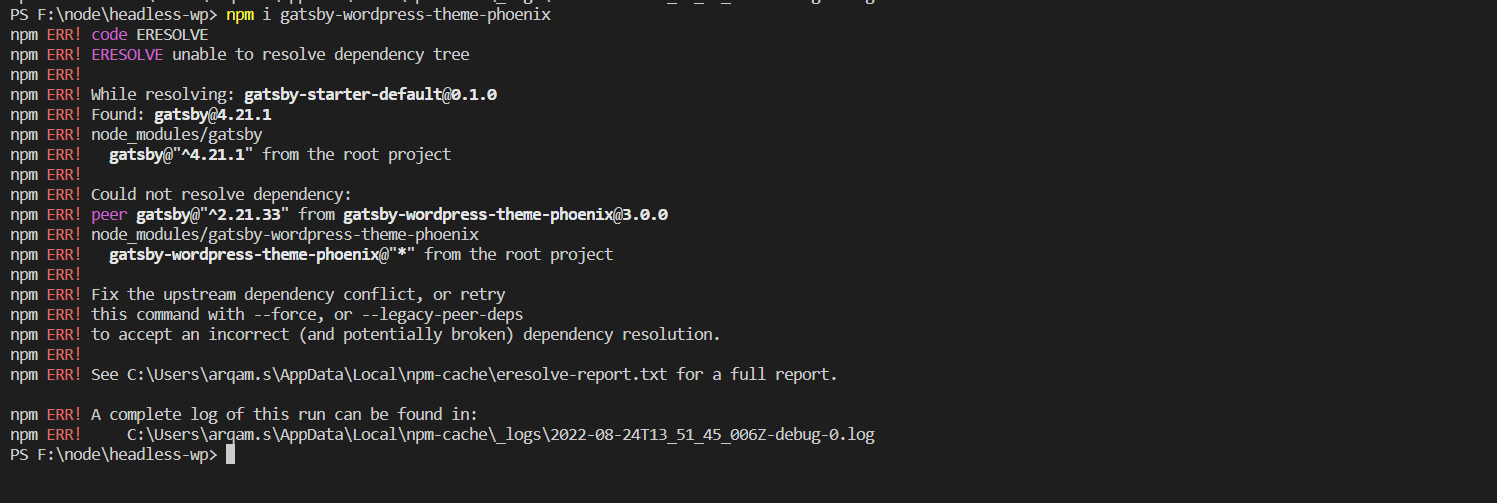 PS F:\node\headless-wp> npm i gatsby-wordpress-theme-phoenix
npm ERR! code ERESOLVE
npm ERR! ERESOLVE unable to resolve dependency tree
npm ERR!
npm ERR! While resolving: gatsby-starter-default@0.1.0
npm ERR! Found: gatsby@4.21.1
npm ERR! node_modules/gatsby
npm ERR!   gatsby@"^4.21.1" from the root project
npm ERR!
npm ERR! Could not resolve dependency:
npm ERR! peer gatsby@"^2.21.33" from gatsby-wordpress-theme-phoenix@3.0.0
npm ERR! node_modules/gatsby-wordpress-theme-phoenix
npm ERR!   gatsby-wordpress-theme-phoenix@"*" from the root project
npm ERR!
npm ERR! Fix the upstream dependency conflict, or retry
npm ERR! this command with --force, or --legacy-peer-deps
npm ERR! to accept an incorrect (and potentially broken) dependency resolution.
npm ERR!
npm ERR! See C:\Users\arqam.s\AppData\Local\npm-cache\eresolve-report.txt for a full report.
npm ERR! A complete log of this run can be found in:
npm ERR!     C:\Users\arqam.s\AppData\Local\npm-cache\_logs\2022-08-24T13_51_45_006Z-debug-0.log
PS F:\node\headless-wp>